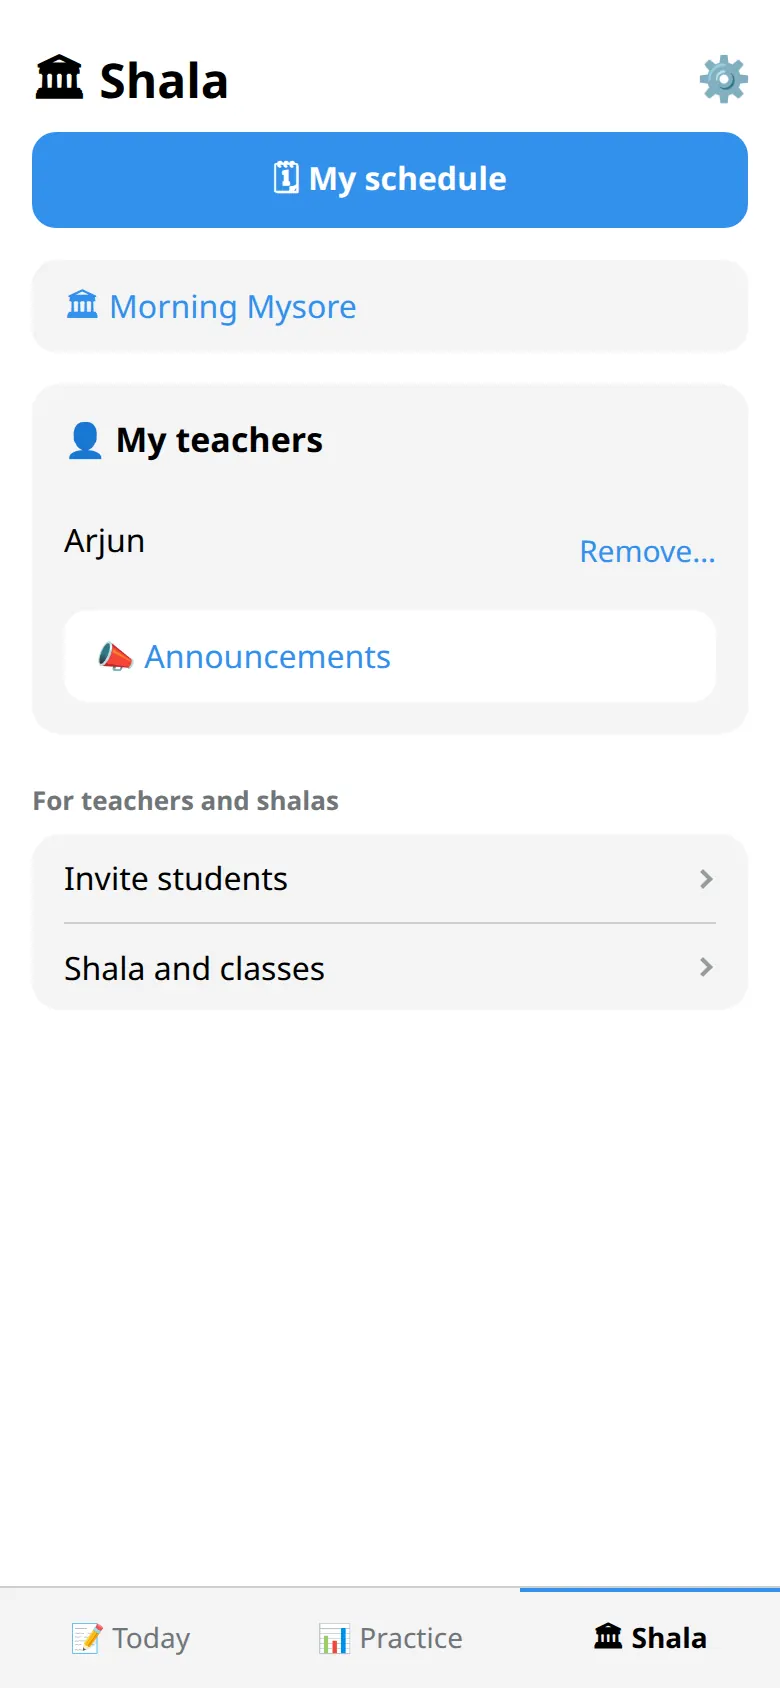 🏛 Shala ⚙️
🗓 My schedule
🏛 Morning Mysore
👤 My teachers
Arjun
Remove...
📣 Announcements
For teachers and shalas
Invite students
Shala and classes
📝 Today 📊 Practice 🏛 Shala